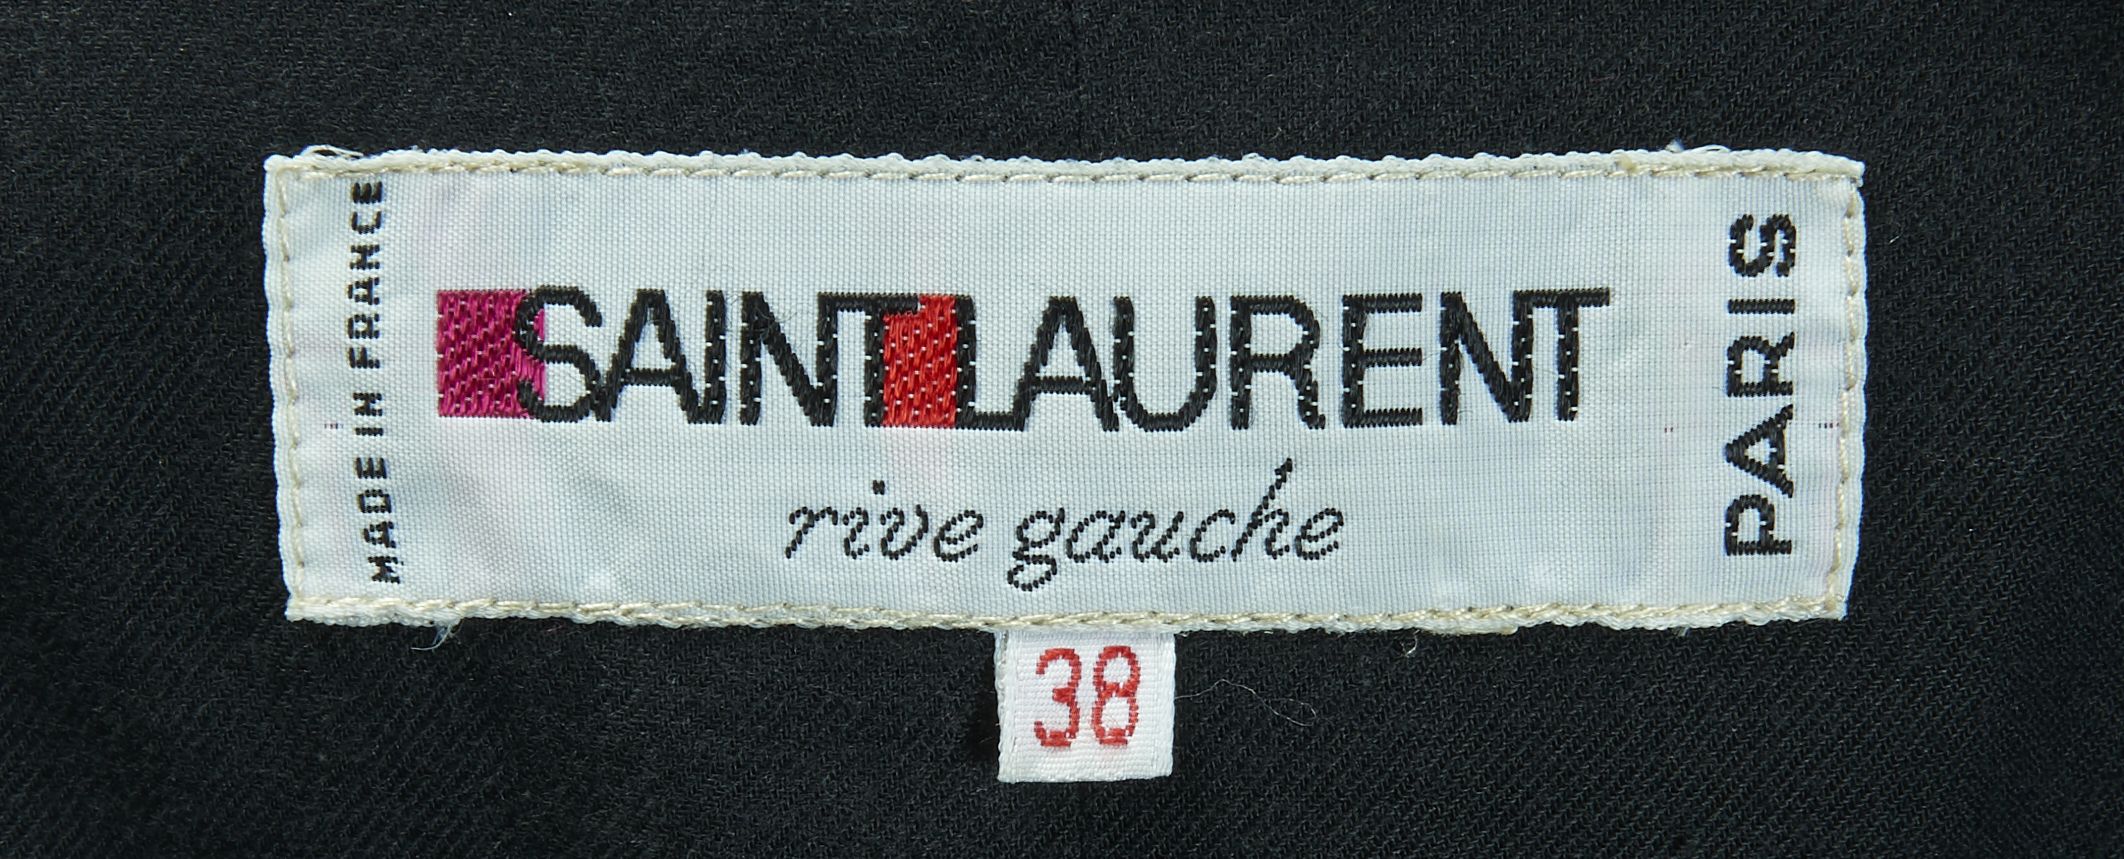 MADE IN FRANCE
SAINT LAURENT
rive gauche
PARIS
38